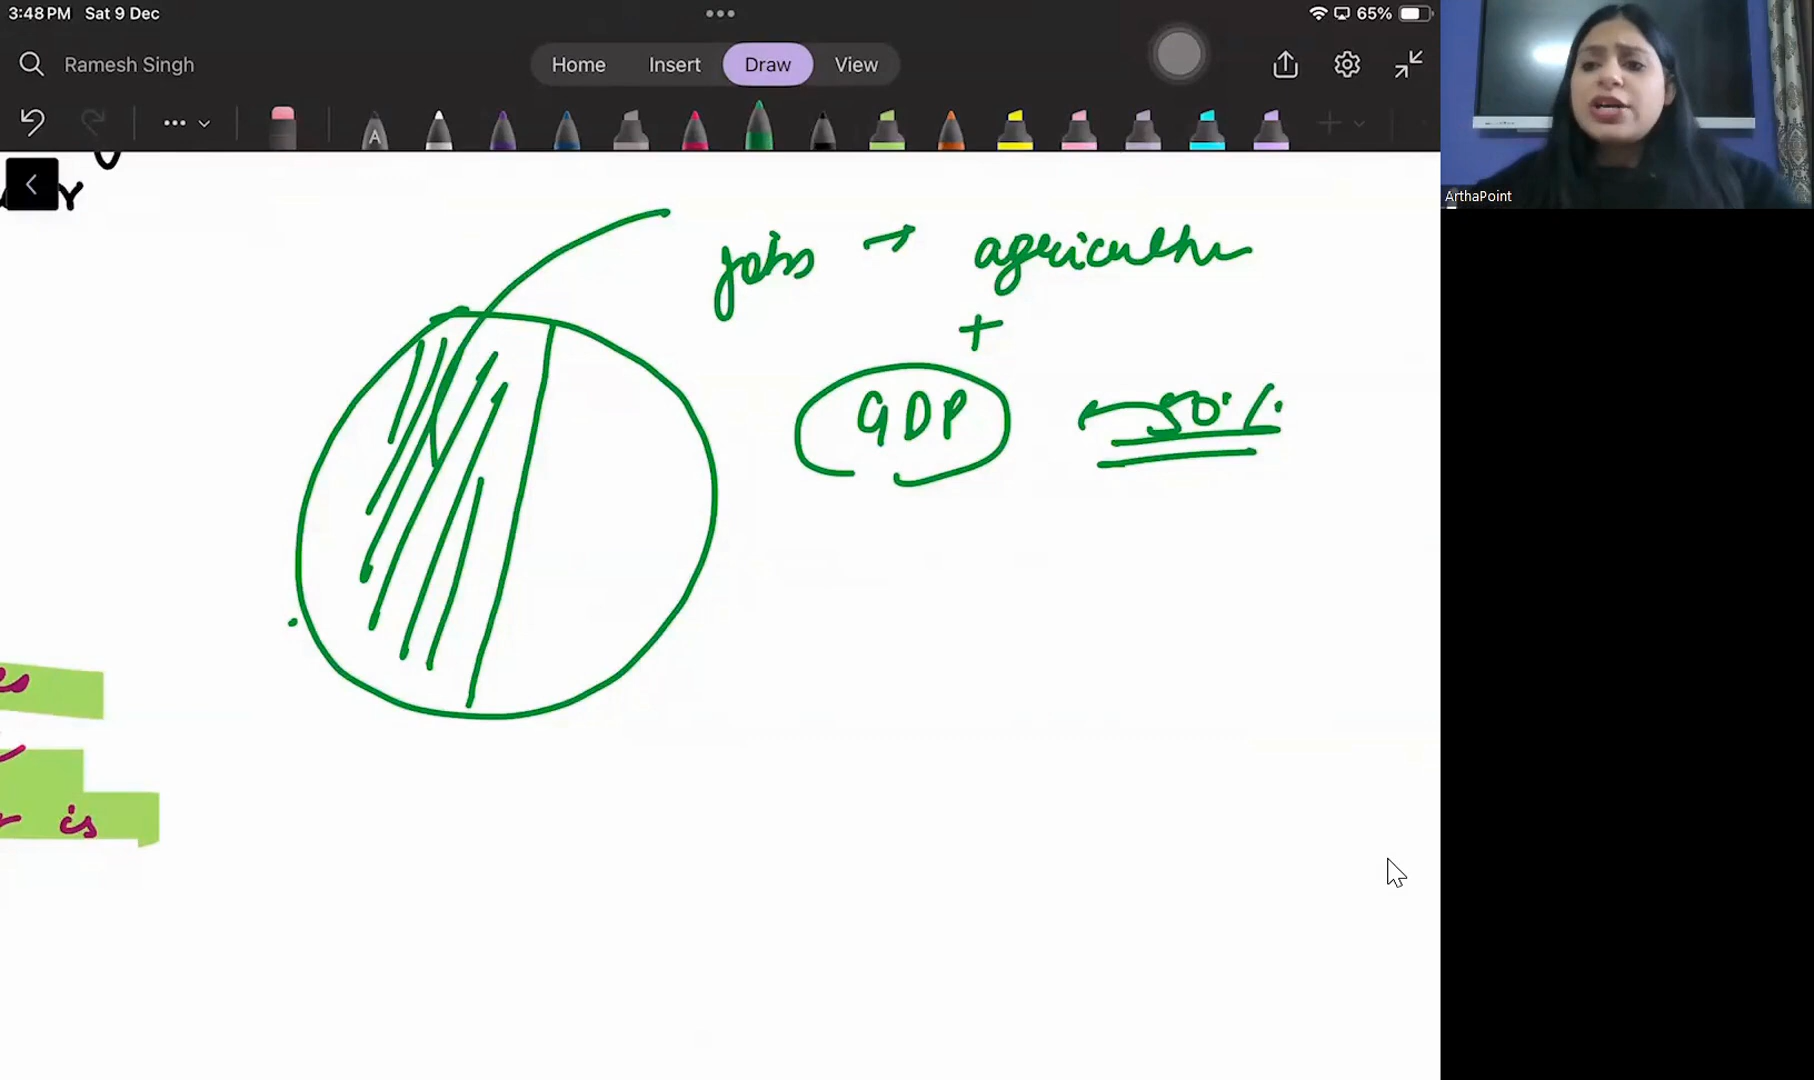 3:48 PM Sat 9 Dec
65%
Ramesh Singh
Home Insert Draw View
A
ArthaPoint
Y
jobs → agriculture
+
GDP 50%
is